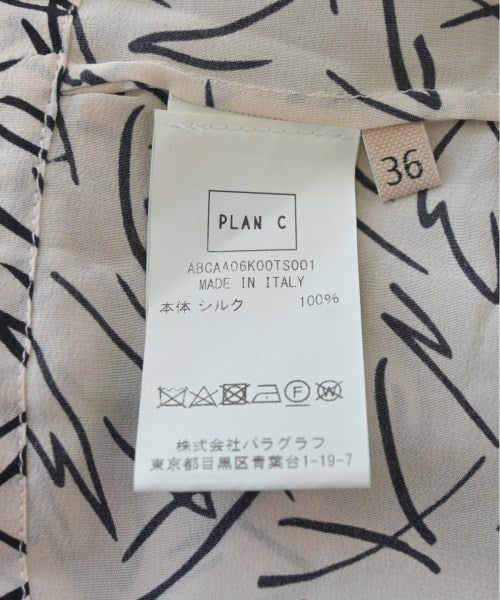 36
PLAN C
ABCAA06K00TS001
MADE IN ITALY
本体 シルク 100%
F W
株式会社パラグラフ
東京都目黒区青葉台1-19-7